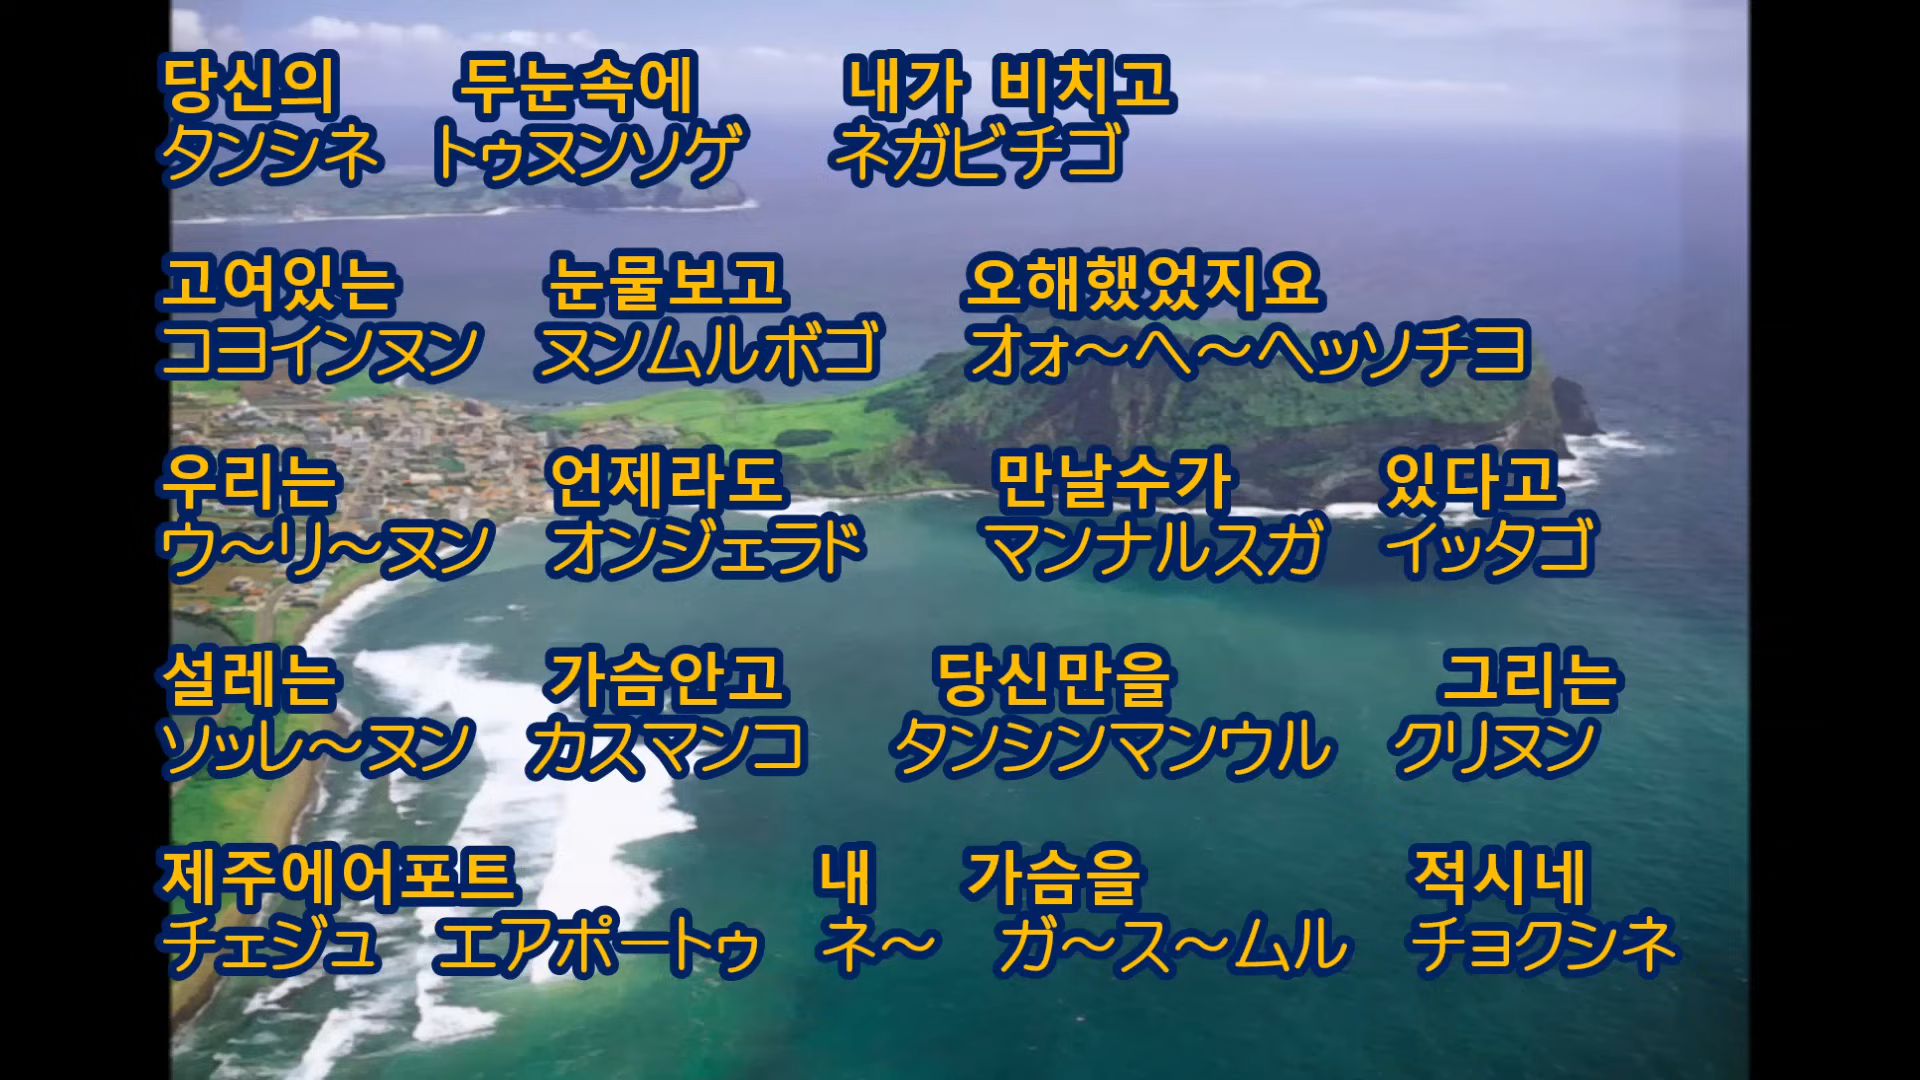 당신의 두눈속에 내가 비치고
タンシネ トゥヌンソゲ ネガビチゴ
고여있는 눈물보고 오해했었지요
コヨインヌン ヌンムルボゴ オォ〜ヘ〜ヘッソチヨ
우리는 언제라도 만날수가 있다고
ウ〜リ〜ヌン オンジェラド マンナルスガ イッタゴ
설레는 가슴안고 당신만을 그리는
ソッレ〜ヌン カスマンコ タンシンマンウル クリヌン
제주에어포트 내 가슴을 적시네
チェジュ エアポートゥ ネ〜 ガ〜ス〜ムル チョクシネ